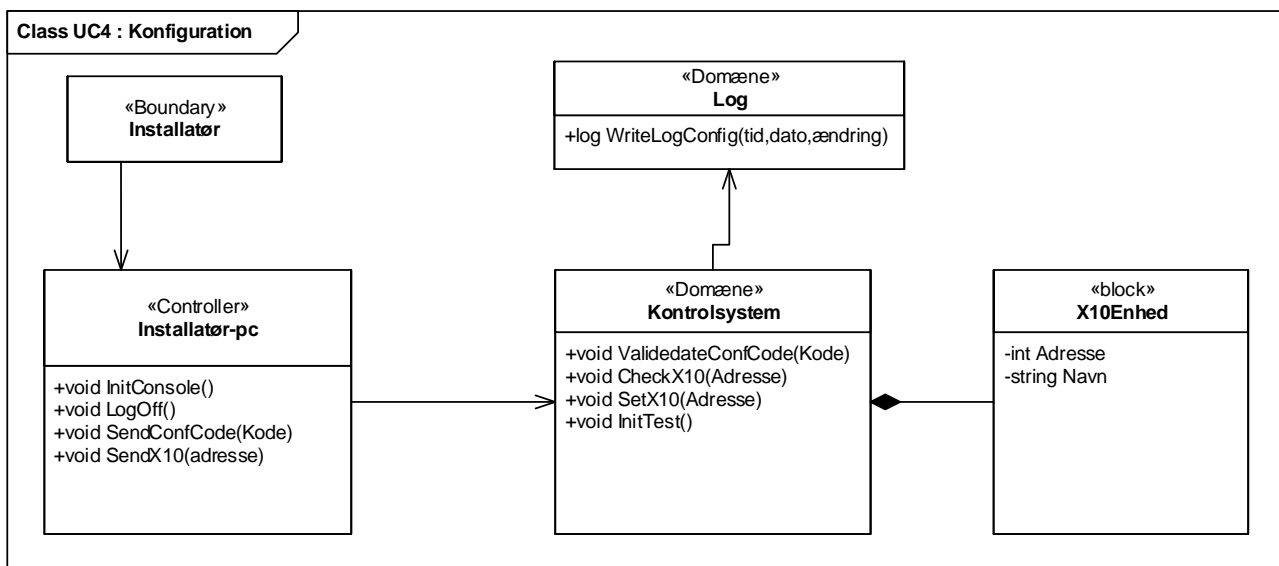 Class UC4 : Konfiguration
«Boundary»
Installatør
«Domæne»
Log
+log WriteLogConfig(tid,dato,ændring)
«Controller»
Installatør-pc
+void InitConsole()
+void LogOff()
+void SendConfCode(Kode)
+void SendX10(adresse)
«Domæne»
Kontrolsystem
+void ValidedateConfCode(Kode)
+void CheckX10(Adresse)
+void SetX10(Adresse)
+void InitTest()
«block»
X10Enhed
-int Adresse
-string Navn